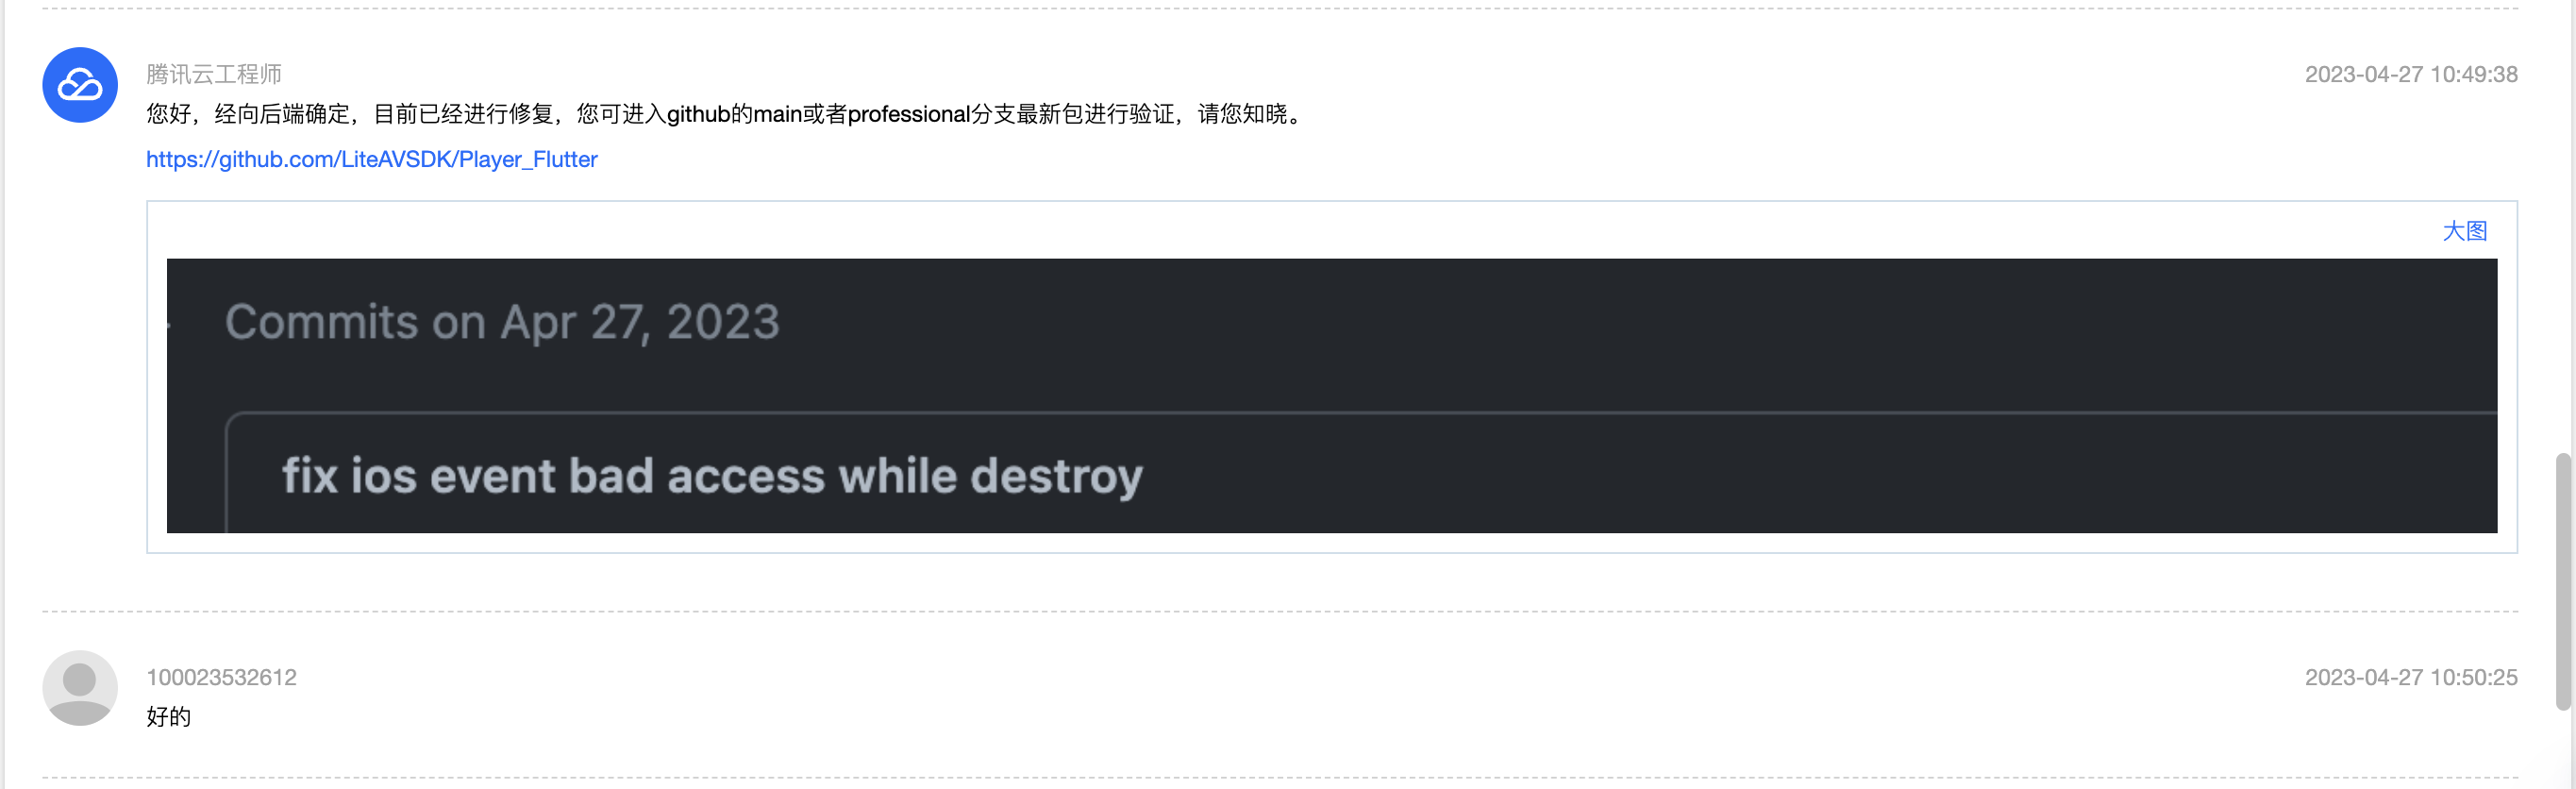 腾讯云工程师
2023-04-27 10:49:38
您好，经向后端确定，目前已经进行修复，您可进入github的main或者professional分支最新包进行验证，请您知晓。
https://github.com/LiteAVSDK/Player_Flutter
大图
Commits on Apr 27, 2023
fix ios event bad access while destroy
100023532612
2023-04-27 10:50:25
好的